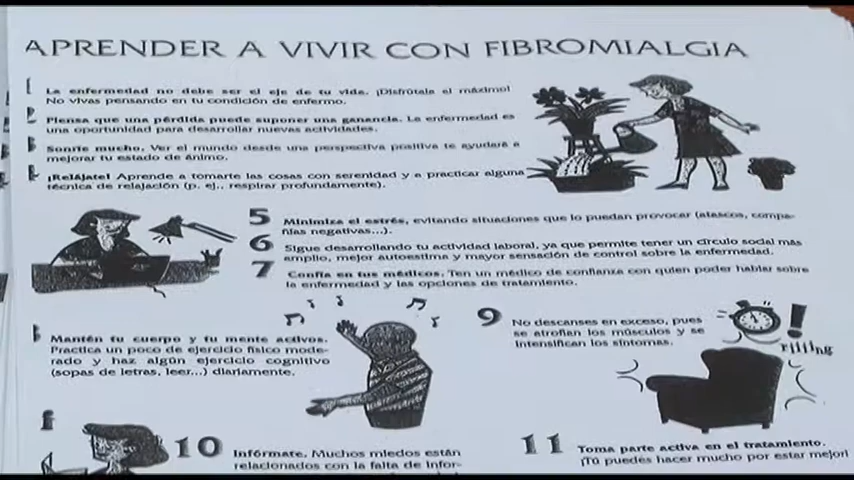 APRENDER A VIVIR CON FIBROMIALGIA
1 La enfermedad no debe ser el eje de tu vida. ¡Disfrútala el máximo!
No vivas pensando en tu condición de enfermo.
2 Piensa que una pérdida puede suponer una ganancia. La enfermedad es
una oportunidad para desarrollar nuevas actividades.
3 Sonríe mucho. Ver el mundo desde una perspectiva positiva te ayudará a
mejorar tu estado de ánimo.
4 ¡Relájate! Aprende a tomarte las cosas con serenidad y a practicar alguna
técnica de relajación (p. ej., respirar profundamente).
5 Minimiza el estrés, evitando situaciones que lo puedan provocar (atascos, compa-
ñías negativas...).
6 Sigue desarrollando tu actividad laboral, ya que permite tener un círculo social más
amplio, mejor autoestima y mayor sensación de control sobre la enfermedad.
7 Confía en tus médicos. Ten un médico de confianza con quien poder hablar sobre
la enfermedad y las opciones de tratamiento.
8 Mantén tu cuerpo y tu mente activos.
Practica un poco de ejercicio físico mode-
rado y haz algún ejercicio cognitivo
(sopas de letras, leer...) diariamente.
9 No descanses en exceso, pues
se atrofian los músculos y se
intensifican los síntomas.
! riiiing
10 Infórmate. Muchos miedos están
relacionados con la falta de infor-
11 Toma parte activa en el tratamiento.
¡Tú puedes hacer mucho por estar mejor!